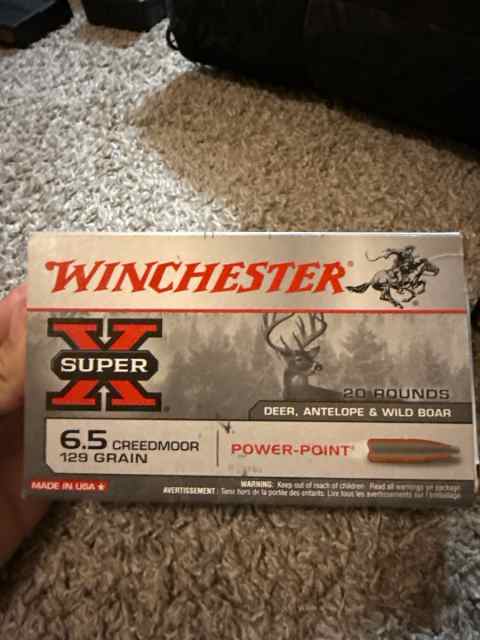 WINCHESTER®
X
SUPER
20 ROUNDS
DEER, ANTELOPE & WILD BOAR
6.5 CREEDMOOR
129 GRAIN
POWER-POINT®
MADE IN USA ★
WARNING: Keep out of reach of children. Read all warnings on package.
AVERTISSEMENT: Tenir hors de la portée des enfants. Lire tous les avertissements sur l'emballage.